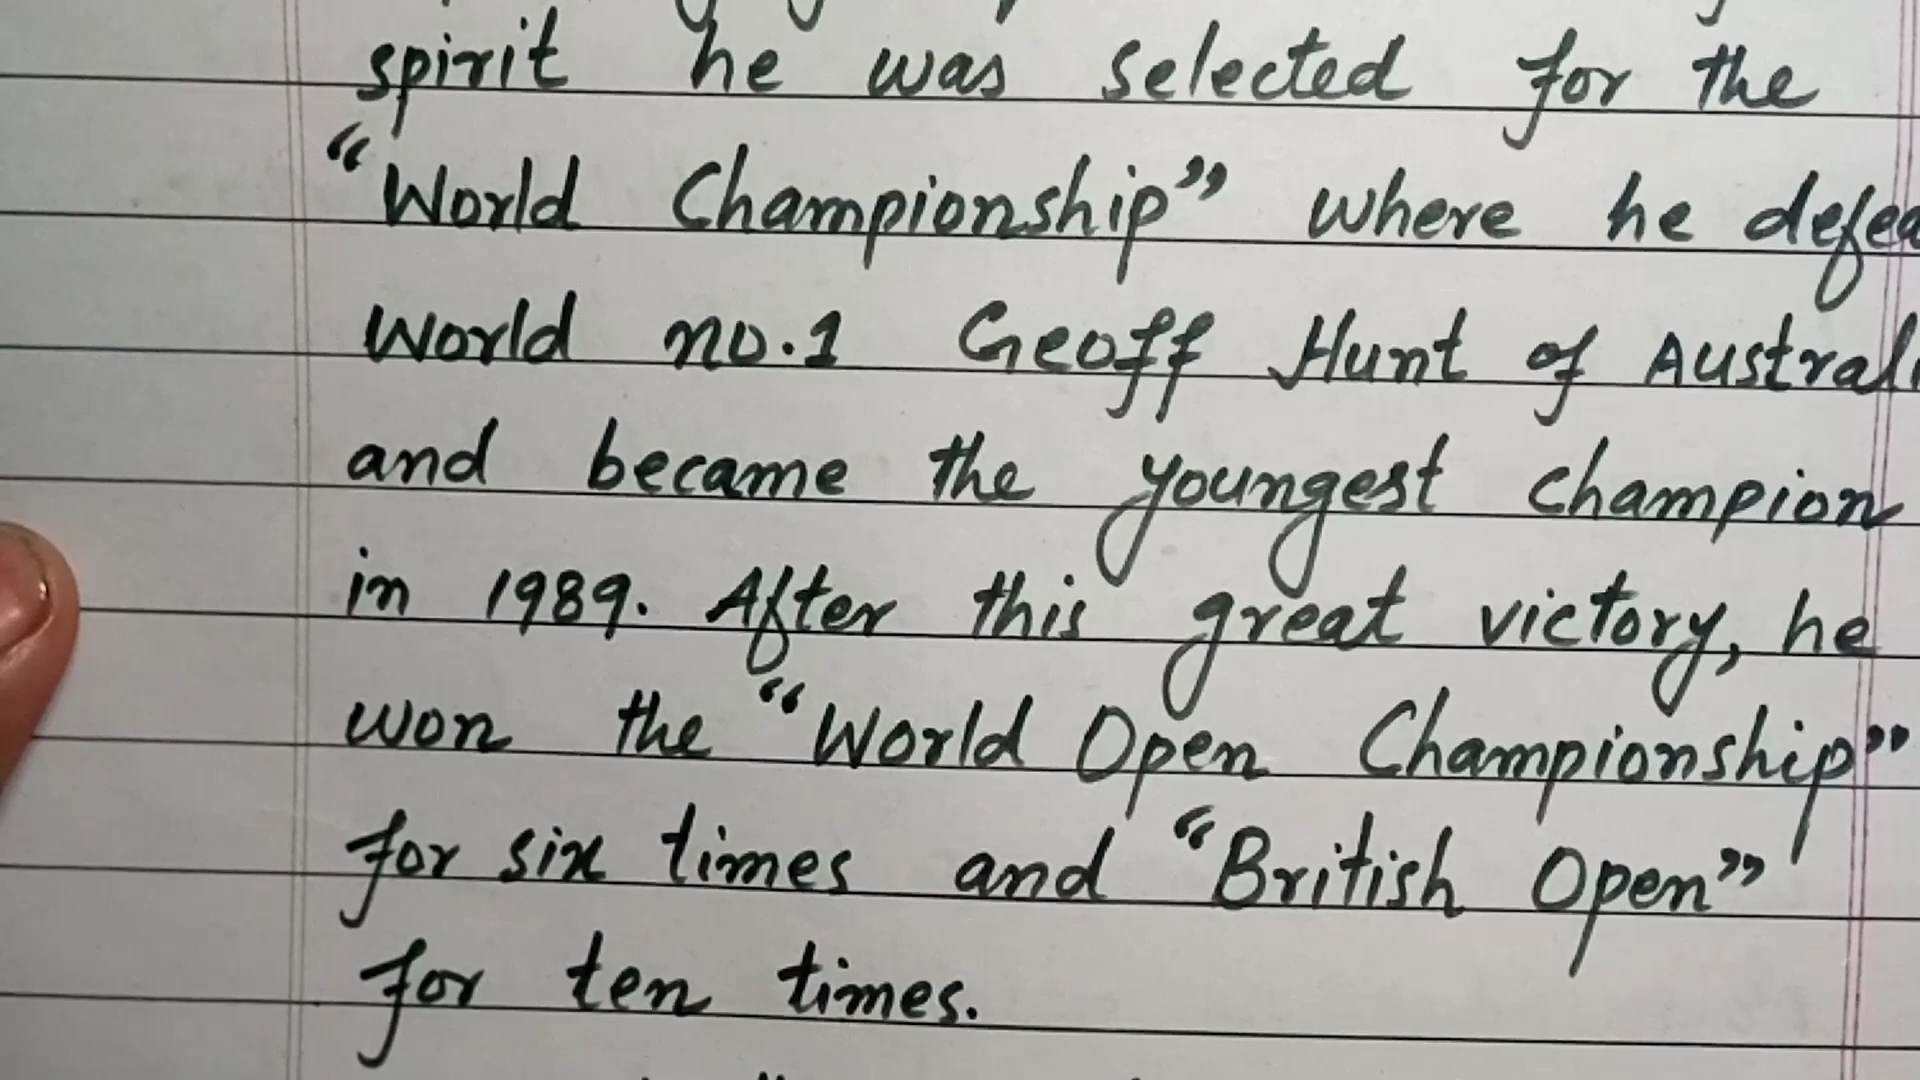 spirit he was selected for the
“World Championship” where he
World no.1 Geoff Hunt of
and became the youngest champion
in 1989. After this great victory, he
won the “World Open Championship”
for six times and “British Open”
for ten times.